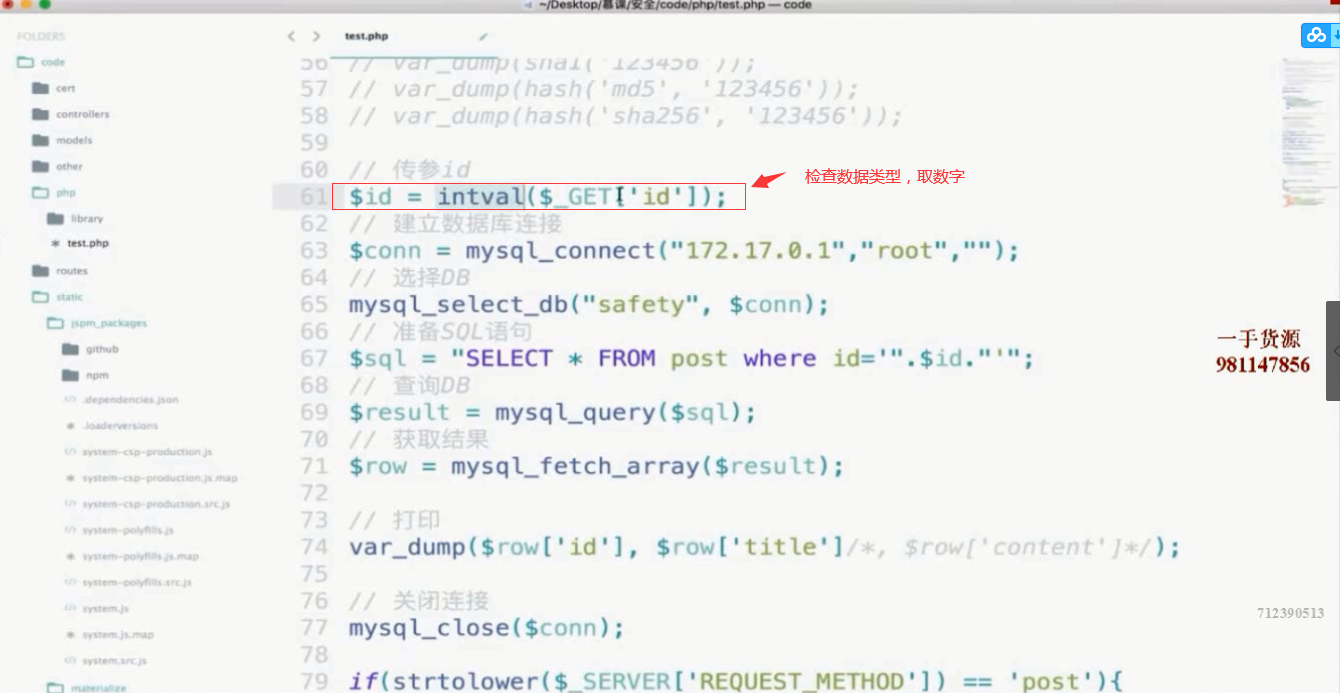 ~/Desktop/慕课/安全/code/php/test.php — code
FOLDERS
code
cert
controllers
models
other
php
library
test.php
routes
static
jspm_packages
github
npm
.dependencies.json
.loaderversions
system-csp-production.js
system-csp-production.js.map
system-csp-production.src.js
system-polyfills.js
system-polyfills.js.map
system-polyfills.src.js
system.js
system.js.map
system.src.js
materialize
test.php
56 // var_dump(sha1('123456'));
57 // var_dump(hash('md5', '123456'));
58 // var_dump(hash('sha256', '123456'));
59
60 // 传参id
61 $id = intval($_GET['id']);
检查数据类型，取数字
62 // 建立数据库连接
63 $conn = mysql_connect("172.17.0.1","root","");
64 // 选择DB
65 mysql_select_db("safety", $conn);
66 // 准备SQL语句
67 $sql = "SELECT * FROM post where id='".$id."'";
68 // 查询DB
69 $result = mysql_query($sql);
70 // 获取结果
71 $row = mysql_fetch_array($result);
72
73 // 打印
74 var_dump($row['id'], $row['title']/*, $row['content']*/);
75
76 // 关闭连接
77 mysql_close($conn);
78
79 if(strtolower($_SERVER['REQUEST_METHOD']) == 'post'){
一手货源
981147856
712390513